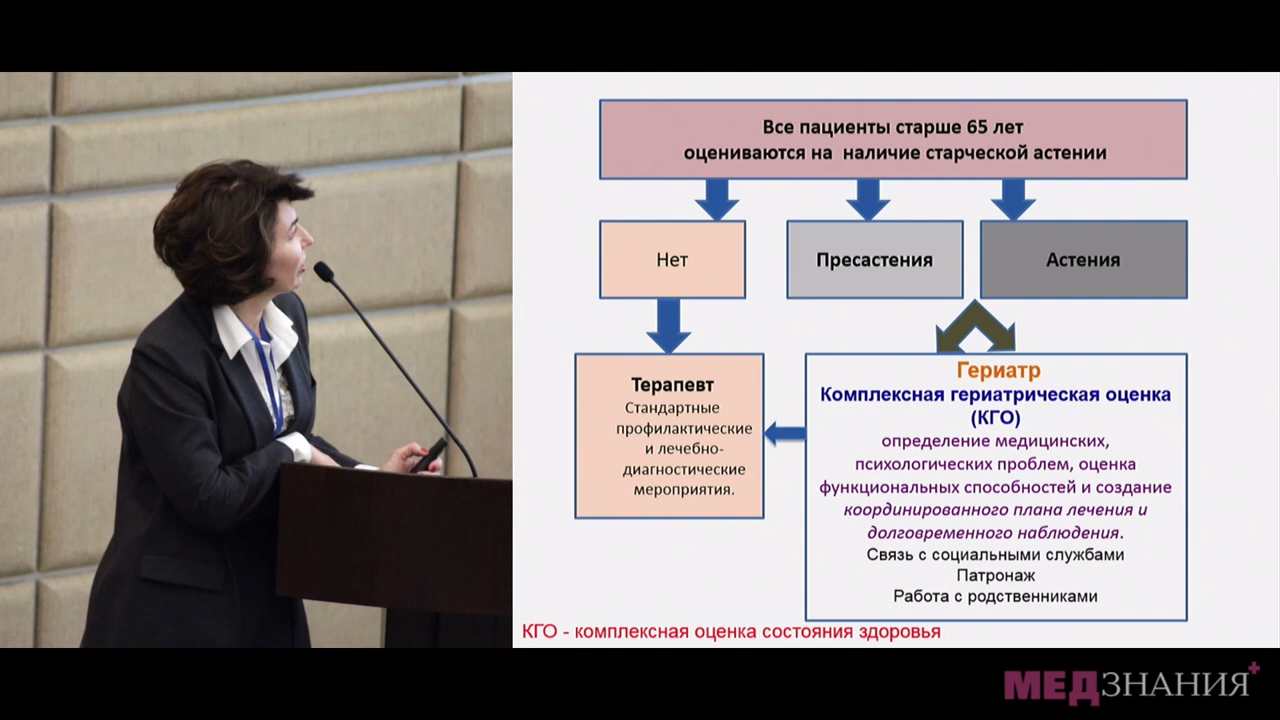 Все пациенты старше 65 лет
оцениваются на наличие старческой астении
Нет
Пресастения
Астения
Терапевт
Стандартные
профилактические
и лечебно-
диагностические
мероприятия.
Гериатр
Комплексная гериатрическая оценка
(КГО)
определение медицинских,
психологических проблем, оценка
функциональных способностей и создание
координированного плана лечения и
долговременного наблюдения.
Связь с социальными службами
Патронаж
Работа с родственниками
КГО - комплексная оценка состояния здоровья
МЕДЗНАНИЯ+